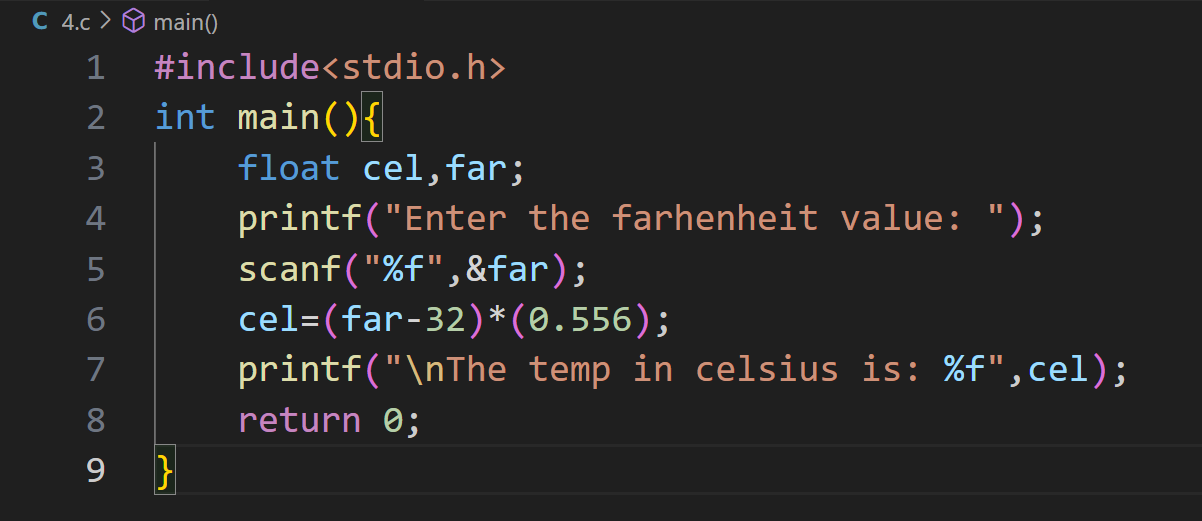 C 4.c > main()
1 #include<stdio.h>
2 int main(){
3     float cel,far;
4     printf("Enter the farhenheit value: ");
5     scanf("%f",&far);
6     cel=(far-32)*(0.556);
7     printf("\nThe temp in celsius is: %f",cel);
8     return 0;
9 }